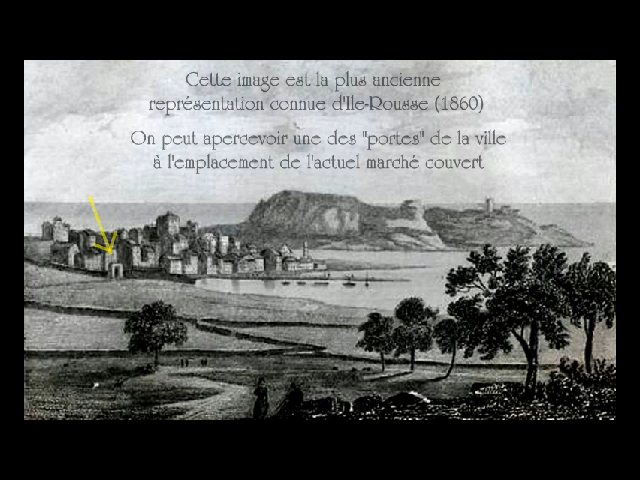 Cette image est la plus ancienne
représentation connue d'Ile-Rousse (1860)
On peut apercevoir une des "portes" de la ville
à l'emplacement de l'actuel marché couvert